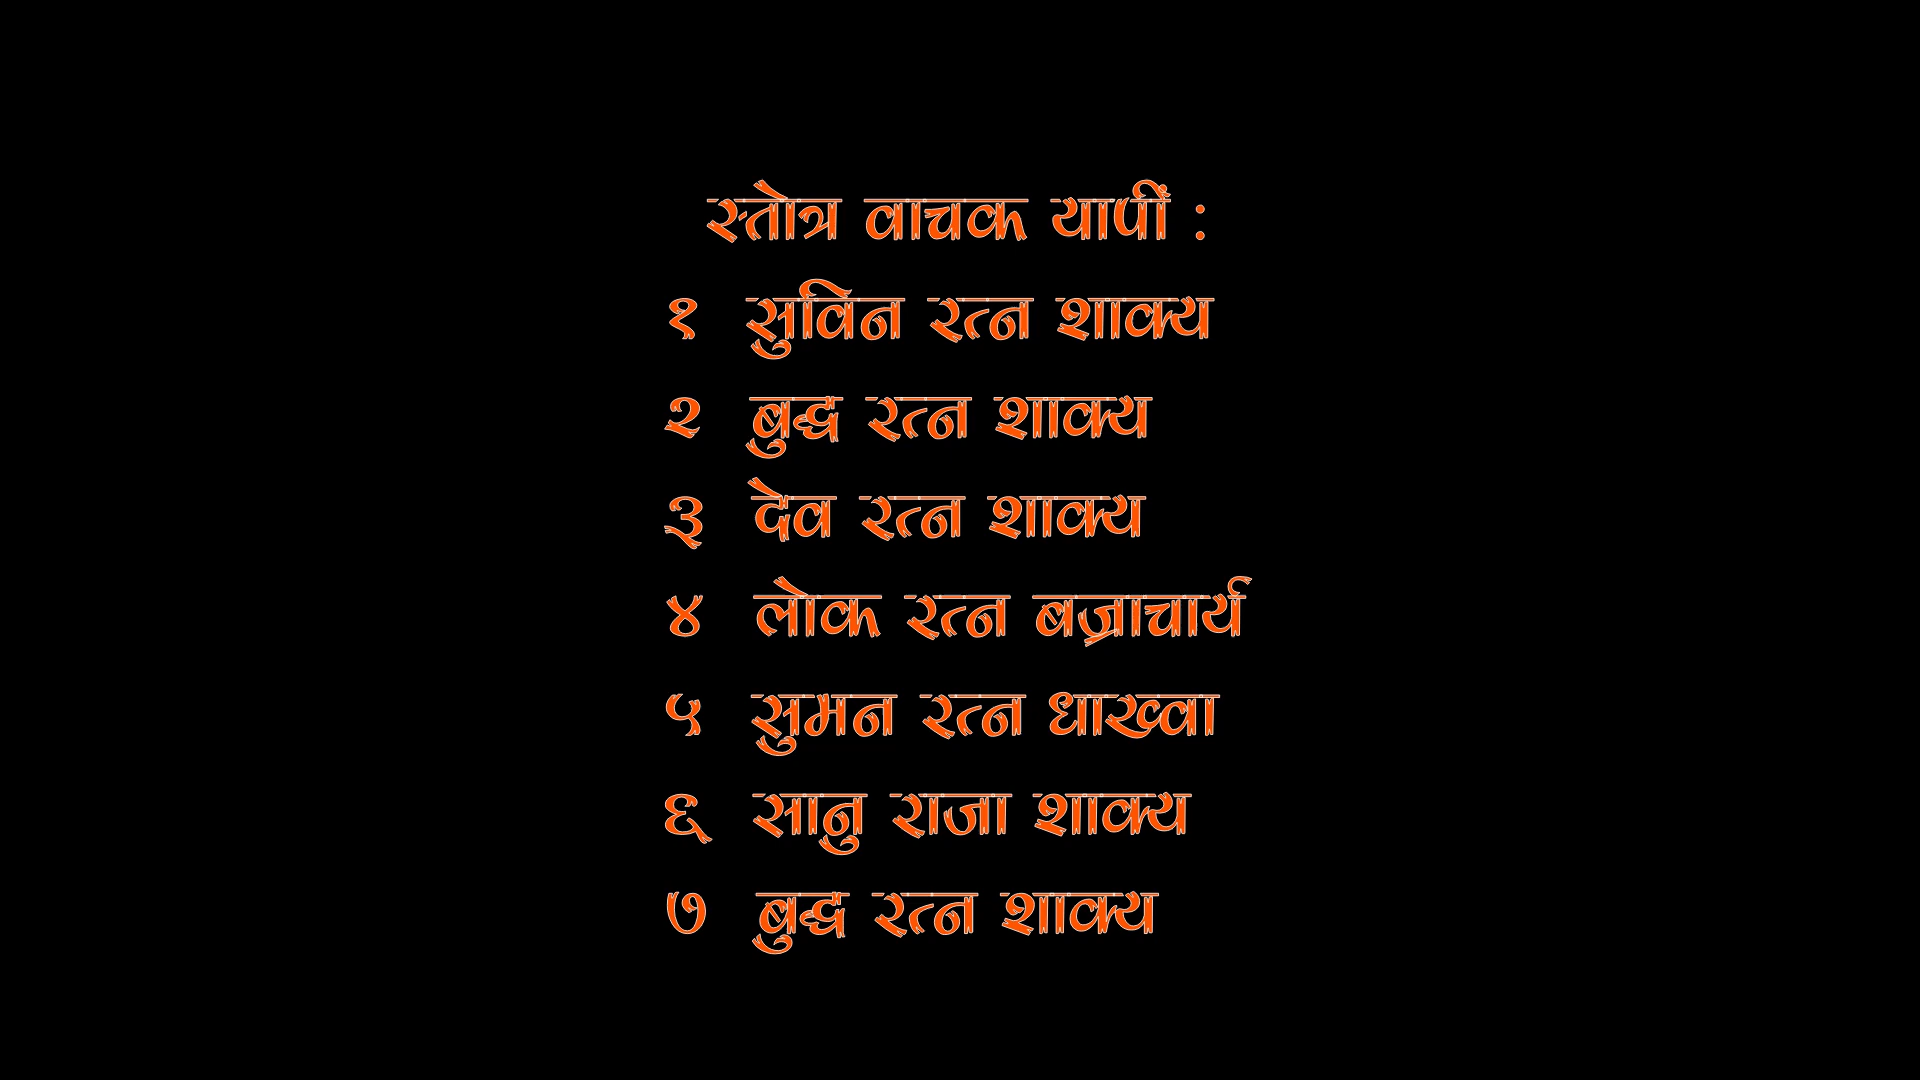 स्तोत्र वाचक यापीं :
१ सुविन रत्न शाक्य
२ बुद्ध रत्न शाक्य
३ देव रत्न शाक्य
४ लोक रत्न बज्राचार्य
५ सुमन रत्न धाख्वा
६ सानु राजा शाक्य
७ बुद्ध रत्न शाक्य